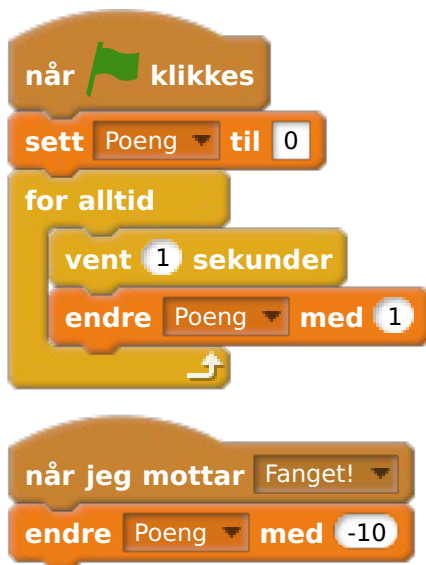 når klikkes
sett Poeng til 0
for alltid
vent 1 sekunder
endre Poeng med 1
når jeg mottar Fanget!
endre Poeng med -10